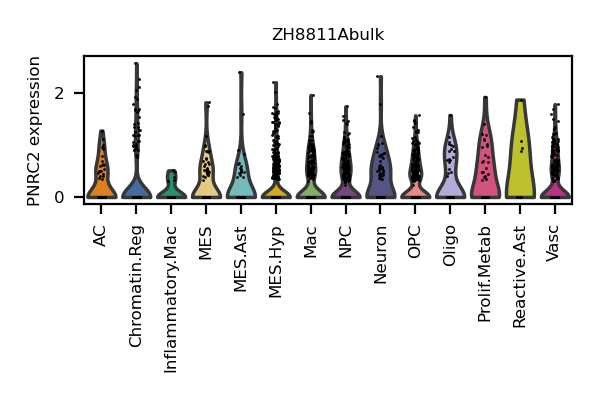 ZH8811Abulk
PNRC2 expression
2
0
AC
Chromatin.Reg
Inflammatory.Mac
MES
MES.Ast
MES.Hyp
Mac
NPC
Neuron
OPC
Oligo
Prolif.Metab
Reactive.Ast
Vasc